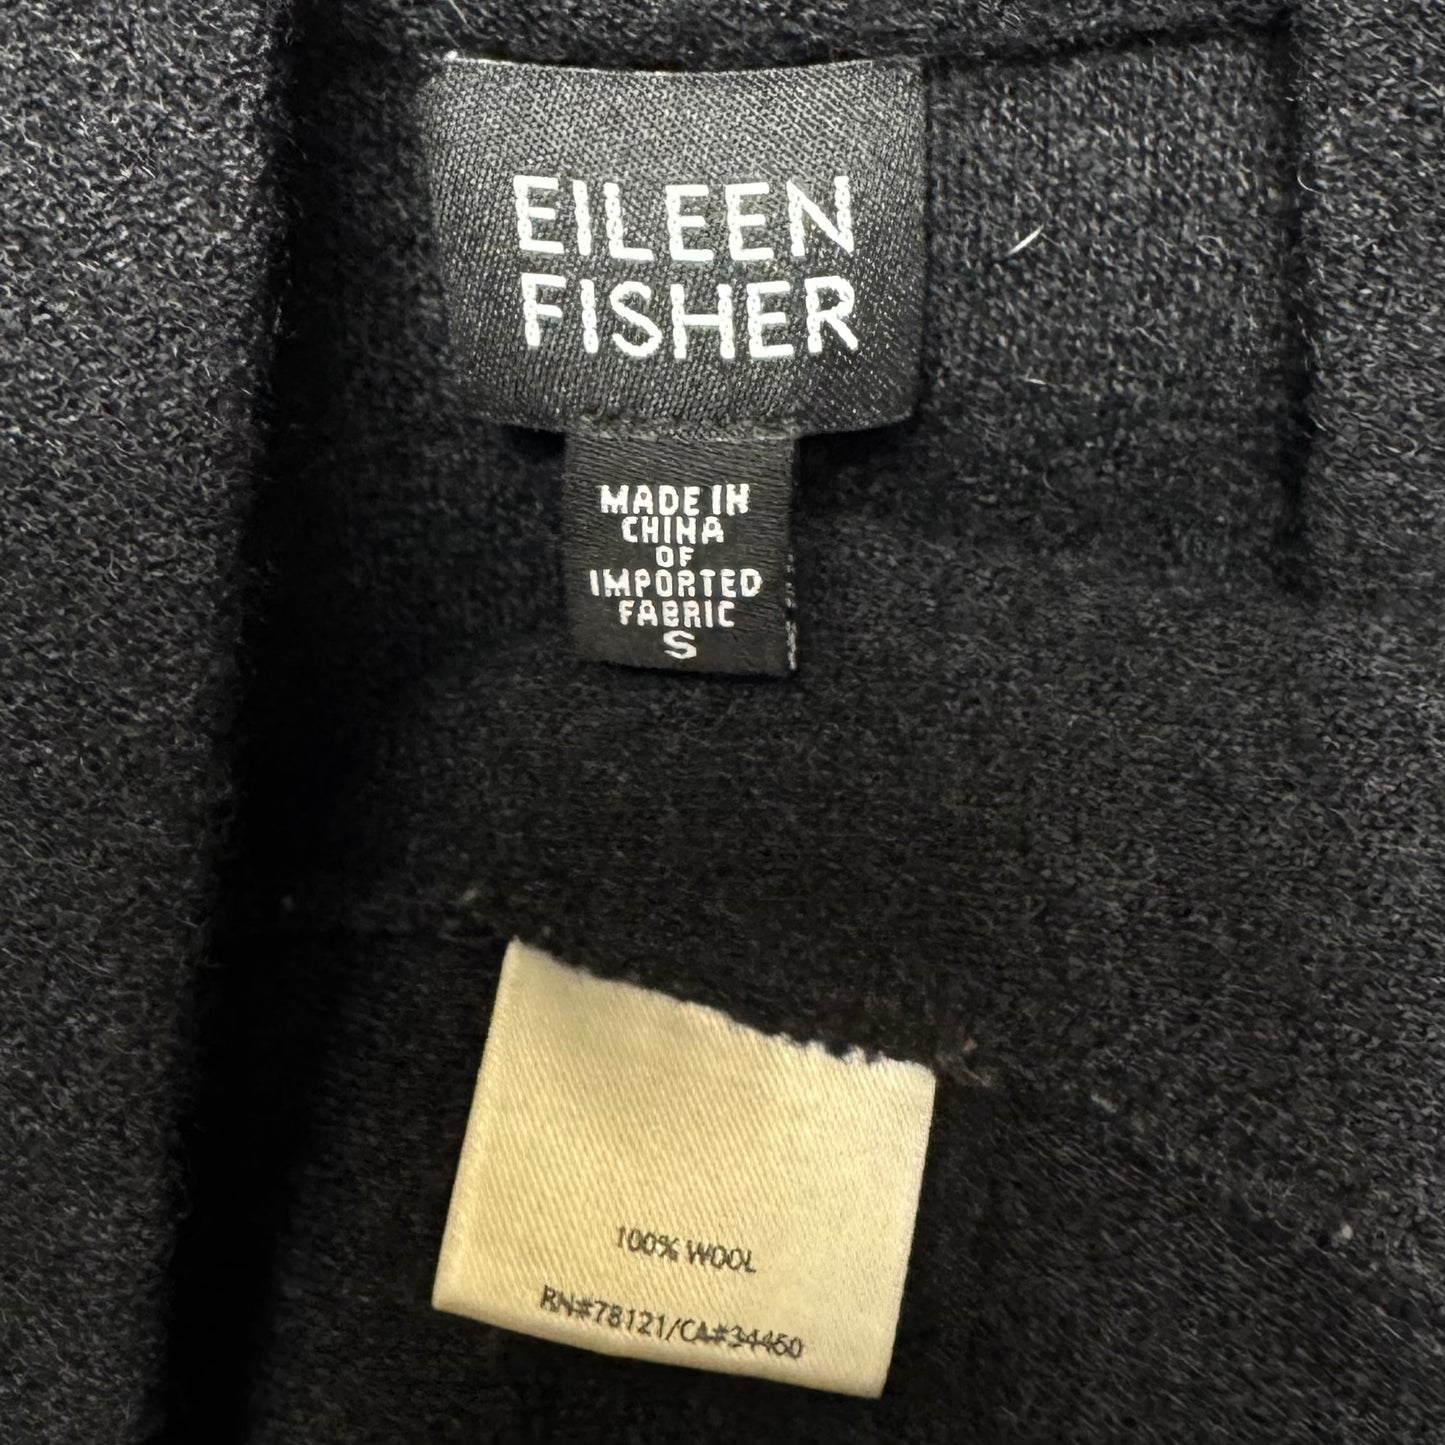 EILEEN
FISHER
MADE IN
CHINA
OF
IMPORTED
FABRIC
S
100% WOOL
RN#78121/CA#34460